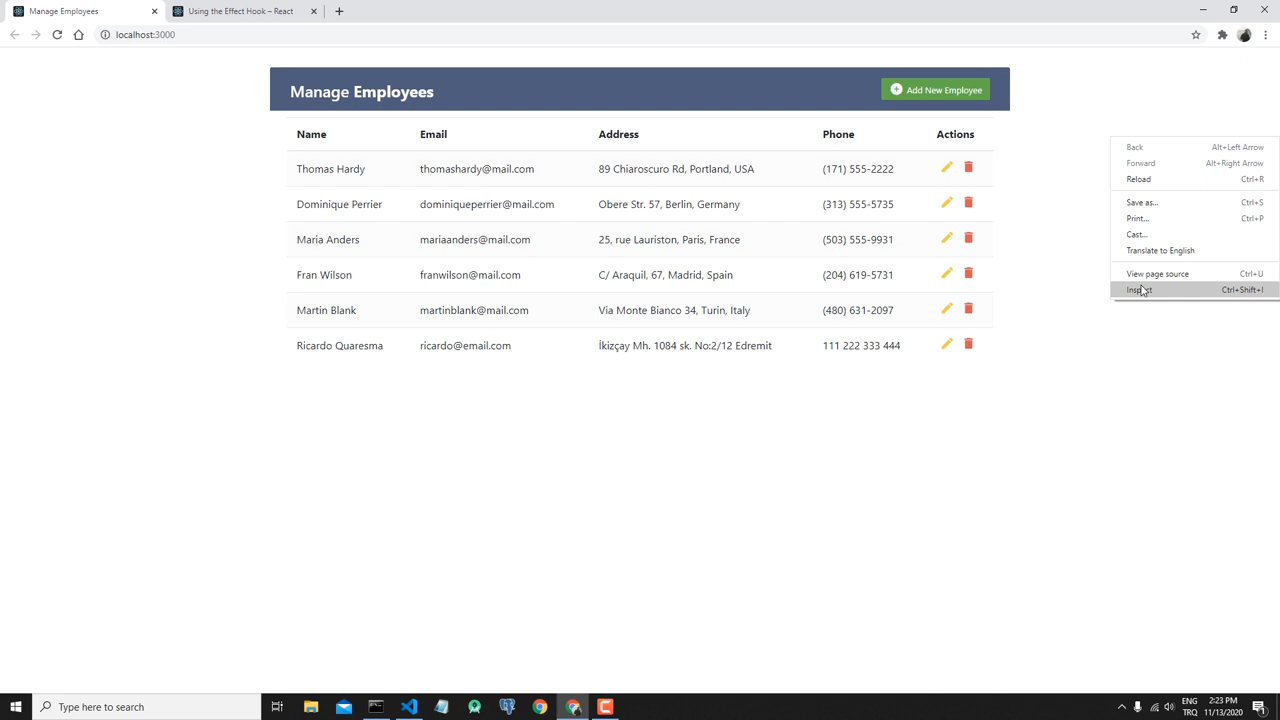 Manage Employees
Using the Effect Hook – React
localhost:3000
Manage Employees
Add New Employee
Name Email Address Phone Actions
Thomas Hardy thomashardy@mail.com 89 Chiaroscuro Rd, Portland, USA (171) 555-2222
Dominique Perrier dominiqueperrier@mail.com Obere Str. 57, Berlin, Germany (313) 555-5735
Maria Anders mariaanders@mail.com 25, rue Lauriston, Paris, France (503) 555-9931
Fran Wilson franwilson@mail.com C/ Araquil, 67, Madrid, Spain (204) 619-5731
Martin Blank martinblank@mail.com Via Monte Bianco 34, Turin, Italy (480) 631-2097
Ricardo Quaresma ricardo@email.com İkizçay Mh. 1084 sk. No:2/12 Edremit 111 222 333 444
Back Alt+Left Arrow
Forward Alt+Right Arrow
Reload Ctrl+R
Save as... Ctrl+S
Print... Ctrl+P
Cast...
Translate to English
View page source Ctrl+U
Inspect Ctrl+Shift+I
Type here to search
ENG 2:23 PM
TRQ 11/13/2020
1